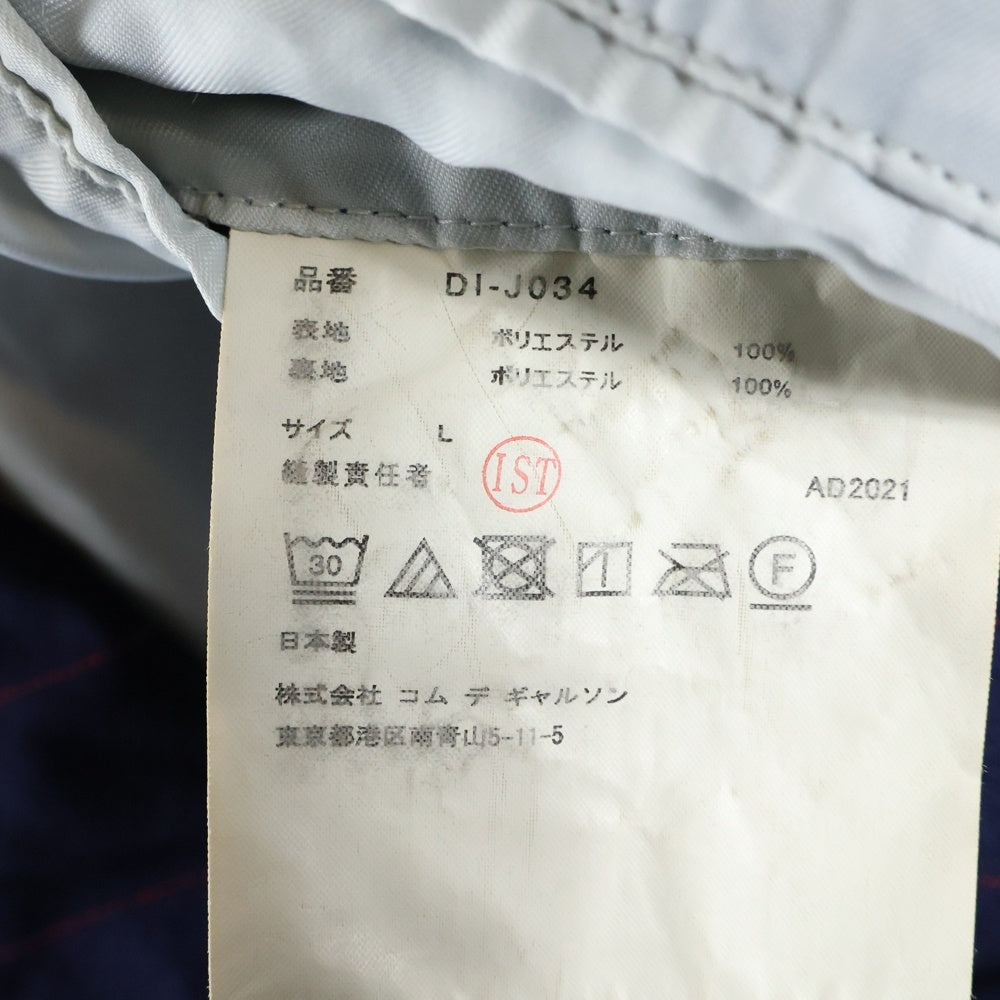 品番 DI-J034
表地 ポリエステル 100%
裏地 ポリエステル 100%
サイズ L
縫製責任者 IST AD2021
30 F
日本製
株式会社 コム デ ギャルソン
東京都港区南青山5-11-5